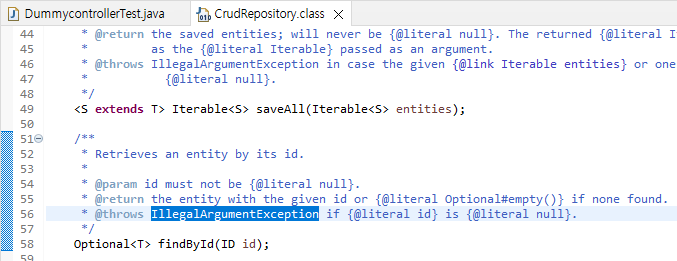 DummycontrollerTest.java CrudRepository.class
44 * @return the saved entities; will never be {@literal null}. The returned {@literal I
45 * as the {@literal Iterable} passed as an argument.
46 * @throws IllegalArgumentException in case the given {@link Iterable entities} or one
47 * {@literal null}.
48 */
49 <S extends T> Iterable<S> saveAll(Iterable<S> entities);
50
51 /**
52 * Retrieves an entity by its id.
53 *
54 * @param id must not be {@literal null}.
55 * @return the entity with the given id or {@literal Optional#empty()} if none found.
56 * @throws IllegalArgumentException if {@literal id} is {@literal null}.
57 */
58 Optional<T> findById(ID id);